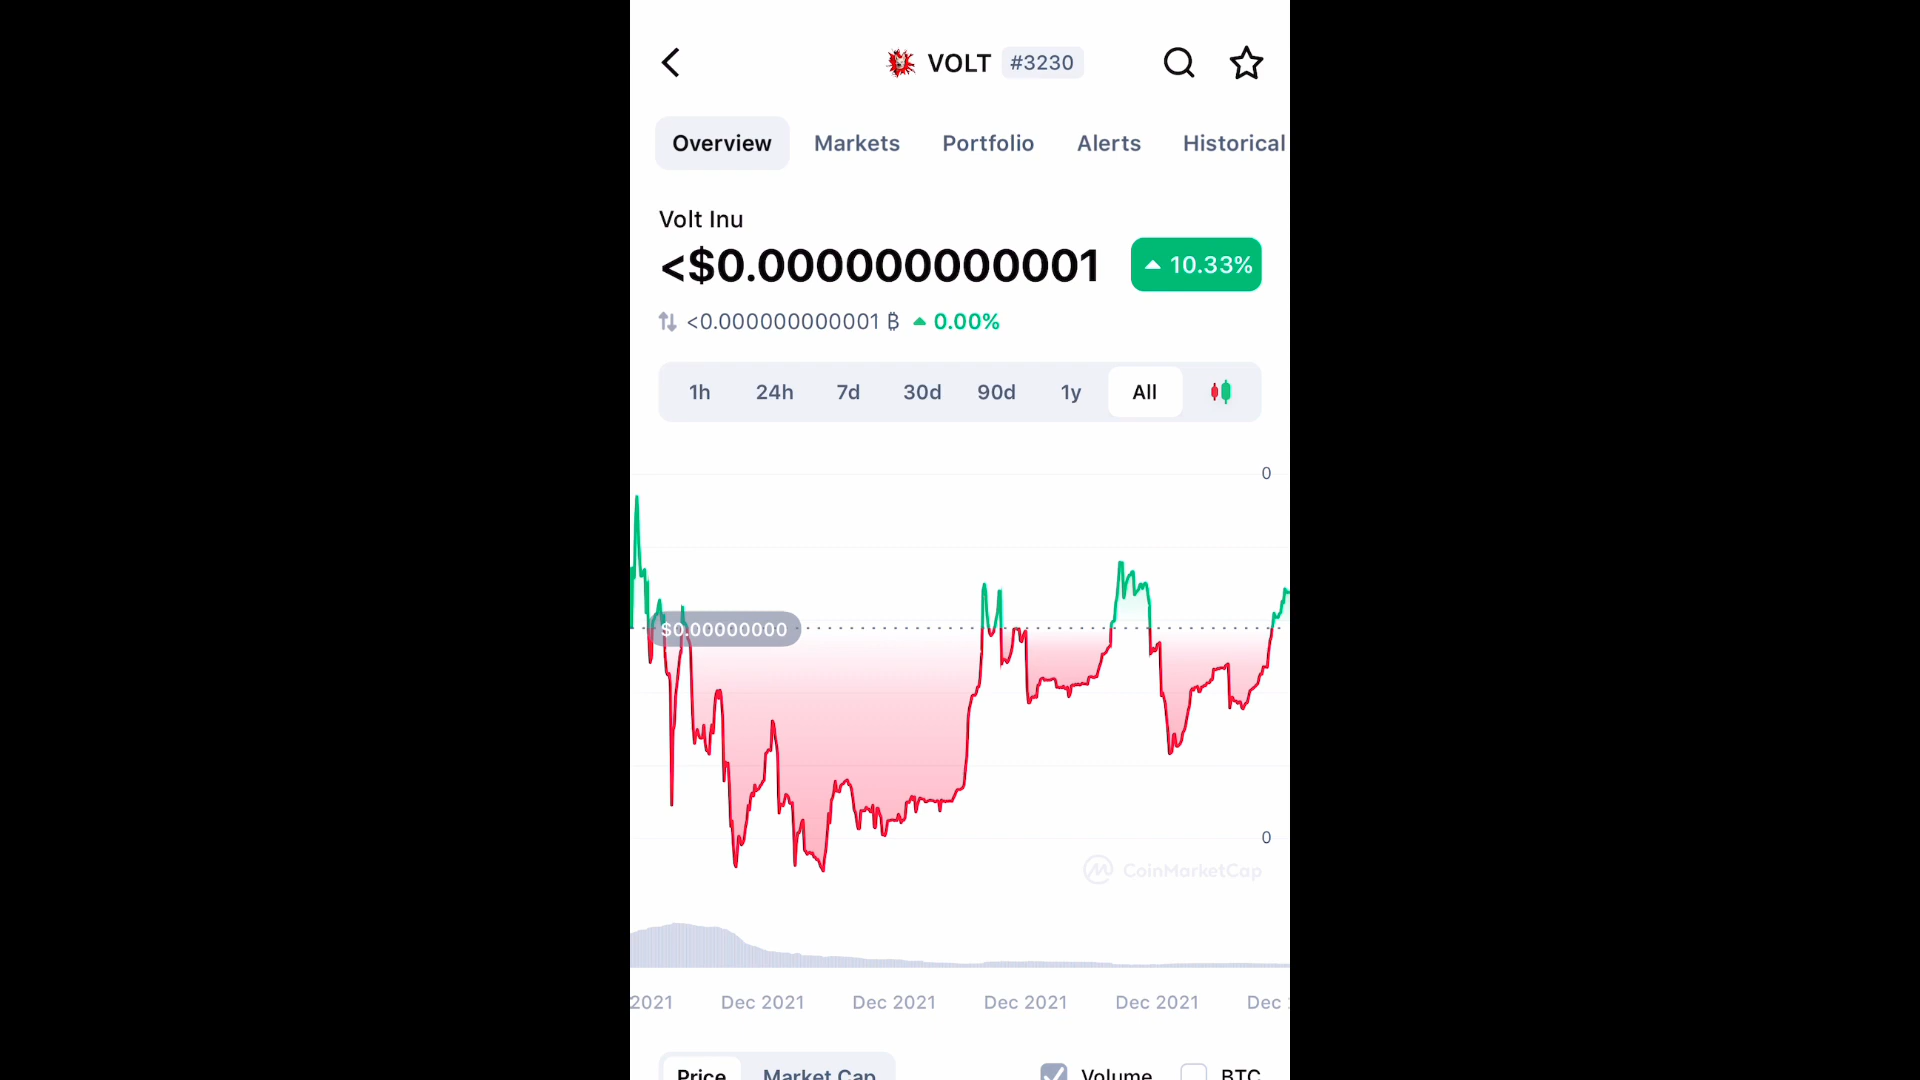 VOLT #3230
Overview Markets Portfolio Alerts Historical
Volt Inu
<$0.000000000001 10.33%
<0.000000000001 ₿ 0.00%
1h 24h 7d 30d 90d 1y All
0
$0.00000000
0
CoinMarketCap
2021 Dec 2021 Dec 2021 Dec 2021 Dec 2021 Dec
Price Market Cap Volume BTC